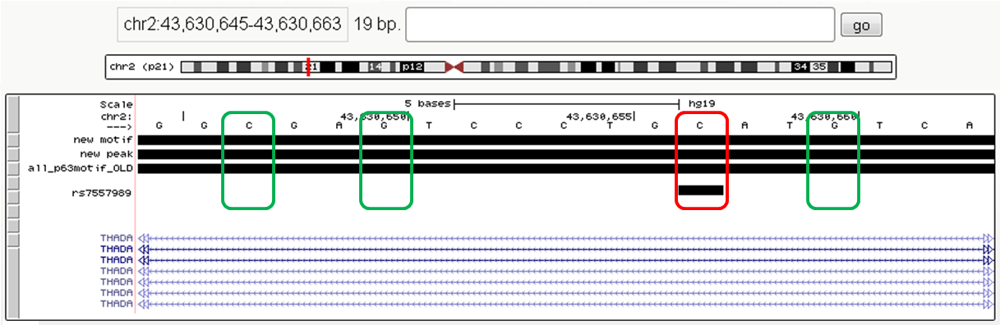 chr2:43,630,645-43,630,663 19 bp. go
chr2 (p21) 21 14 p12 34 35
Scale 5 bases hg19
chr2: 43,630,650 43,630,655 43,630,660
---> G G C G A G T C C C T G C A T G T C A
new motif
new peak
all_p63motif_OLD
rs7557989
THADA
THADA
THADA
THADA
THADA
THADA
THADA